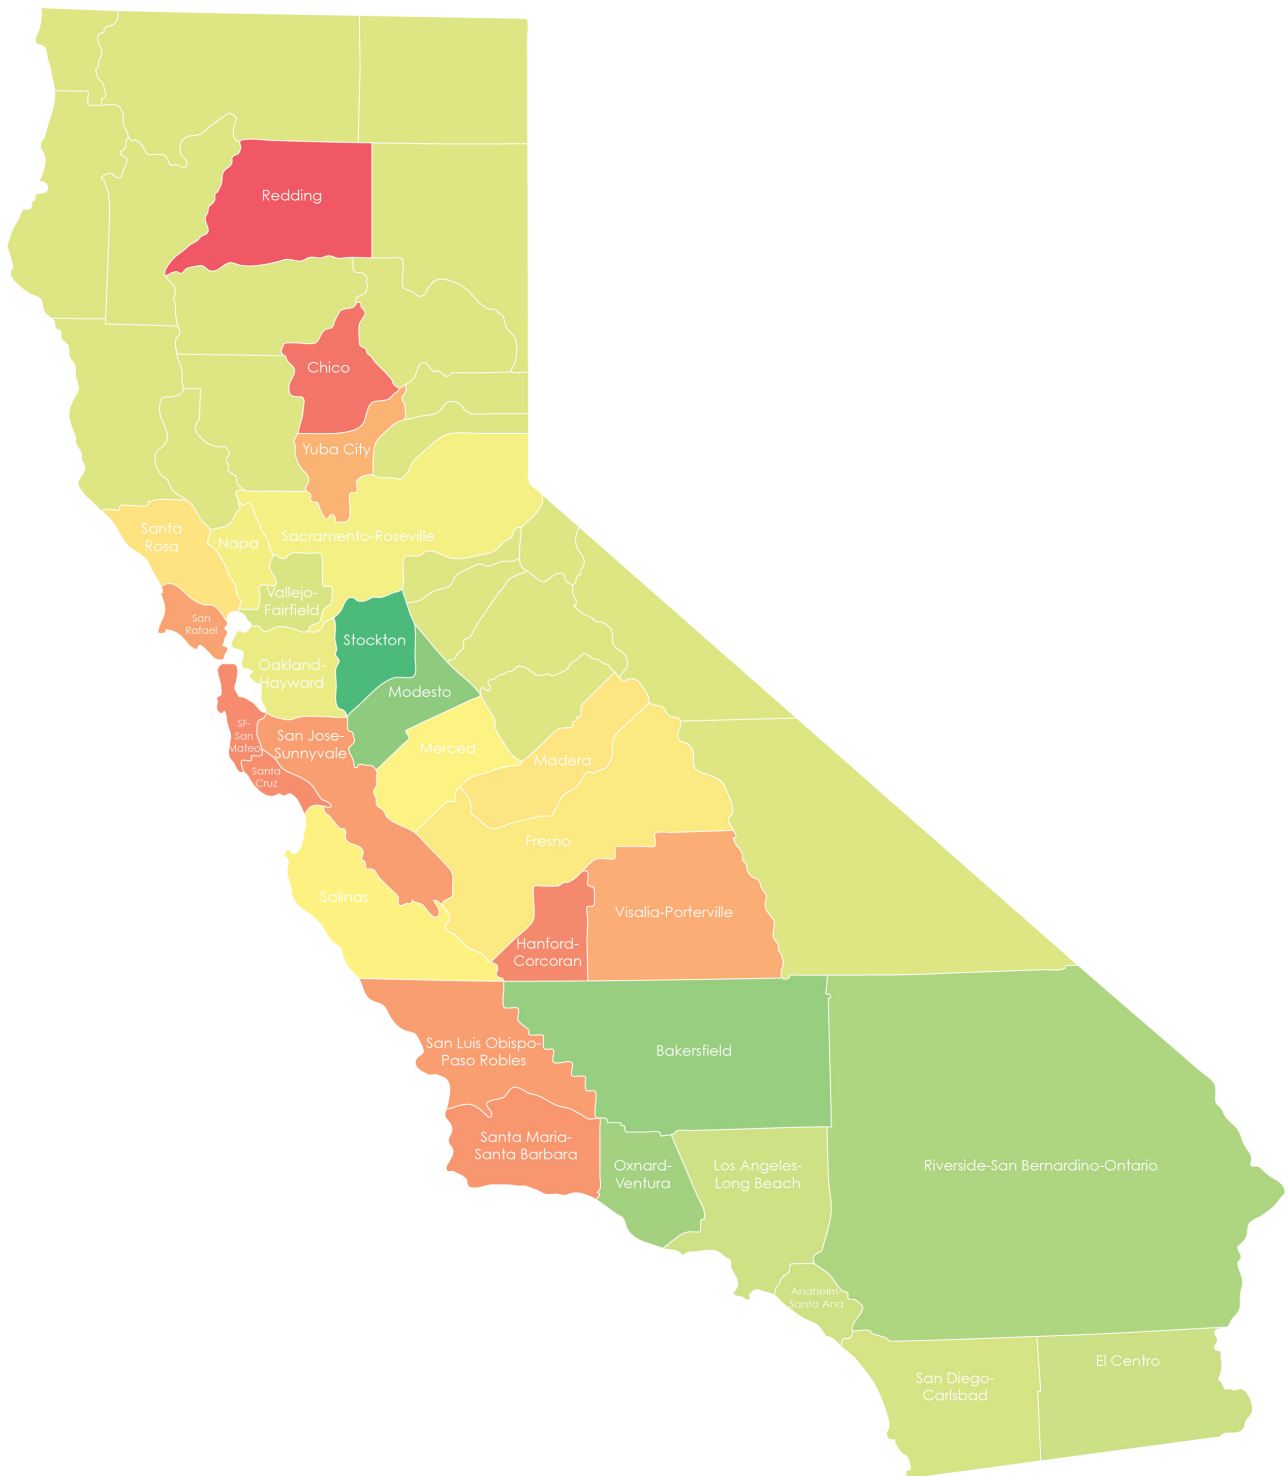 Redding
Chico
Yuba City
Santa
Rosa
Napa
Sacramento-Roseville
Vallejo-
Fairfield
San
Rafael
Stockton
Oakland-
Hayward
Modesto
SF-
San
Mateo
San Jose-
Sunnyvale
Merced
Madera
Santa
Cruz
Fresno
Salinas
Visalia-Porterville
Hanford-
Corcoran
San Luis Obispo-
Paso Robles
Bakersfield
Santa Maria-
Santa Barbara
Oxnard-
Ventura
Los Angeles-
Long Beach
Riverside-San Bernardino-Ontario
Anaheim-
Santa Ana
San Diego-
Carlsbad
El Centro